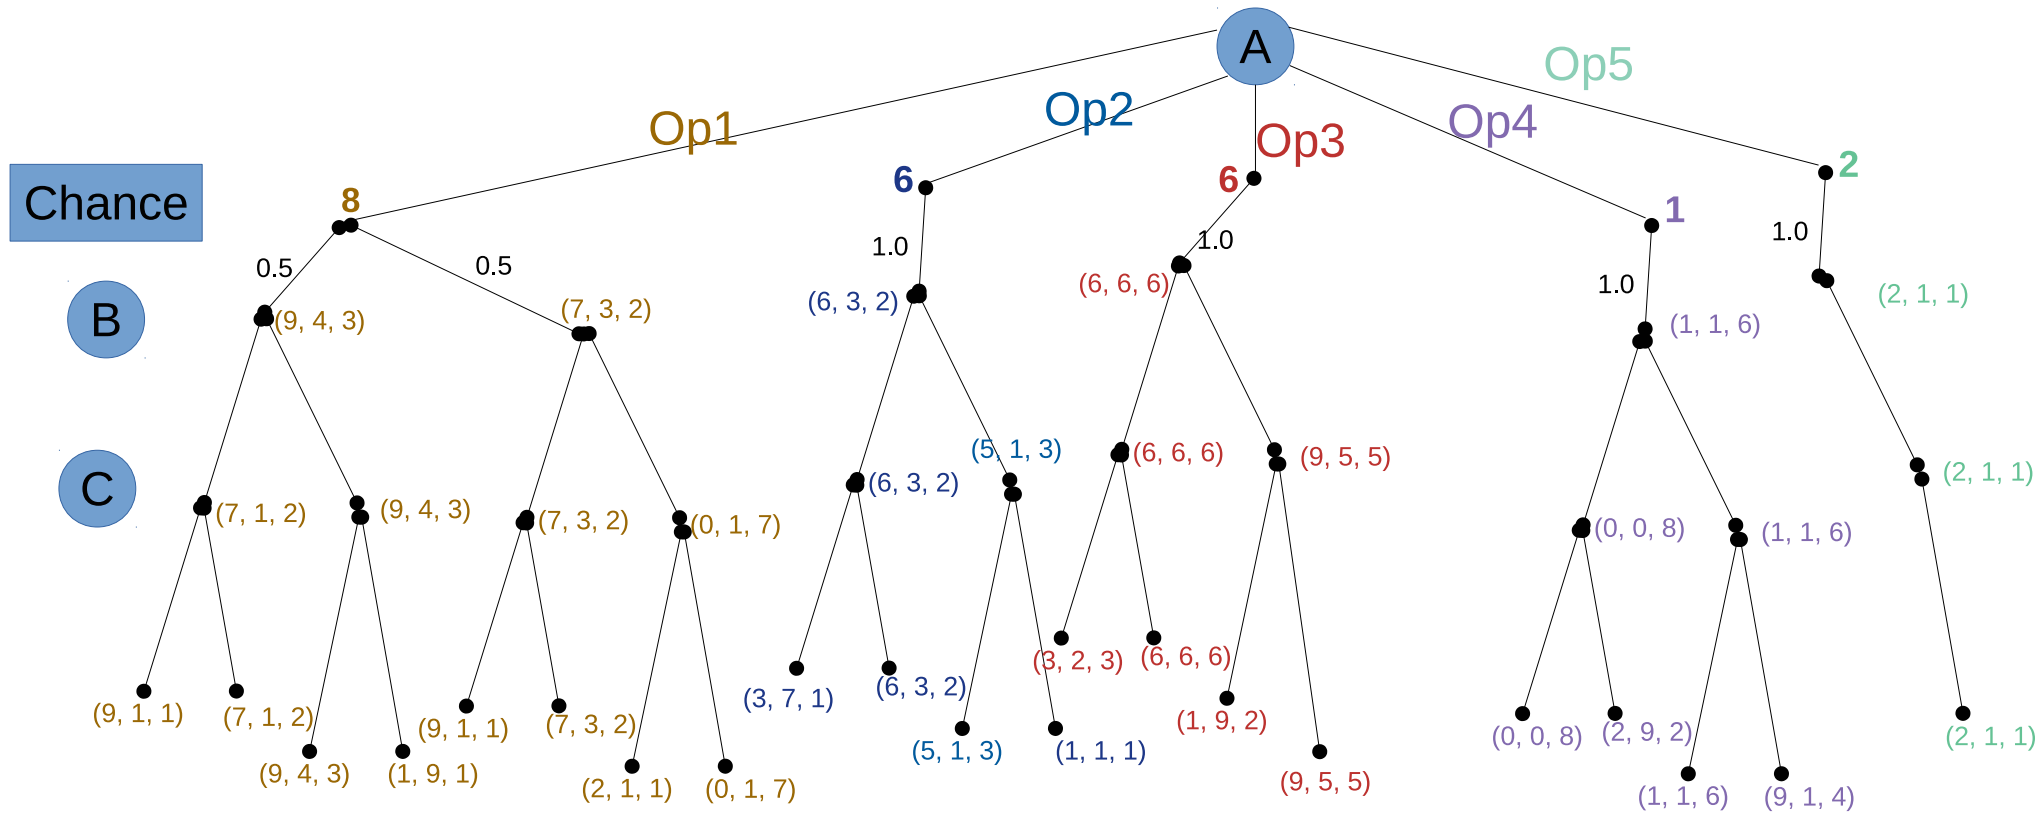 A
Op1
Op2
Op3
Op4
Op5
Chance
8
6
6
1
2
0.5
0.5
1.0
1.0
1.0
1.0
B
(9, 4, 3)
(7, 3, 2)
(6, 3, 2)
(6, 6, 6)
(1, 1, 6)
(2, 1, 1)
C
(7, 1, 2)
(9, 4, 3)
(7, 3, 2)
(0, 1, 7)
(6, 3, 2)
(5, 1, 3)
(6, 6, 6)
(9, 5, 5)
(0, 0, 8)
(1, 1, 6)
(2, 1, 1)
(9, 1, 1)
(7, 1, 2)
(9, 4, 3)
(1, 9, 1)
(9, 1, 1)
(7, 3, 2)
(2, 1, 1)
(0, 1, 7)
(3, 7, 1)
(6, 3, 2)
(5, 1, 3)
(1, 1, 1)
(3, 2, 3)
(6, 6, 6)
(1, 9, 2)
(9, 5, 5)
(0, 0, 8)
(2, 9, 2)
(1, 1, 6)
(9, 1, 4)
(2, 1, 1)